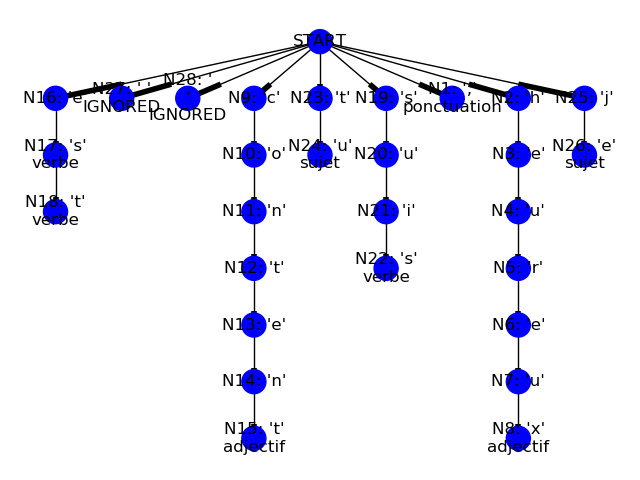 START
N28: '
N16: 'e'
N27: ' '
'
N9: 'c'
N23: 't'
N19: 's'
N1: ','
N2: 'h'
N25: 'j'
IGNORED
IGNORED
ponctuation
N17: 's'
verbe
N10: 'o'
N24: 'u'
sujet
N20: 'u'
N3: 'e'
N26: 'e'
sujet
N18: 't'
verbe
N11: 'n'
N21: 'i'
N4: 'u'
N12: 't'
N22: 's'
verbe
N5: 'r'
N13: 'e'
N6: 'e'
N14: 'n'
N7: 'u'
N15: 't'
adjectif
N8: 'x'
adjectif